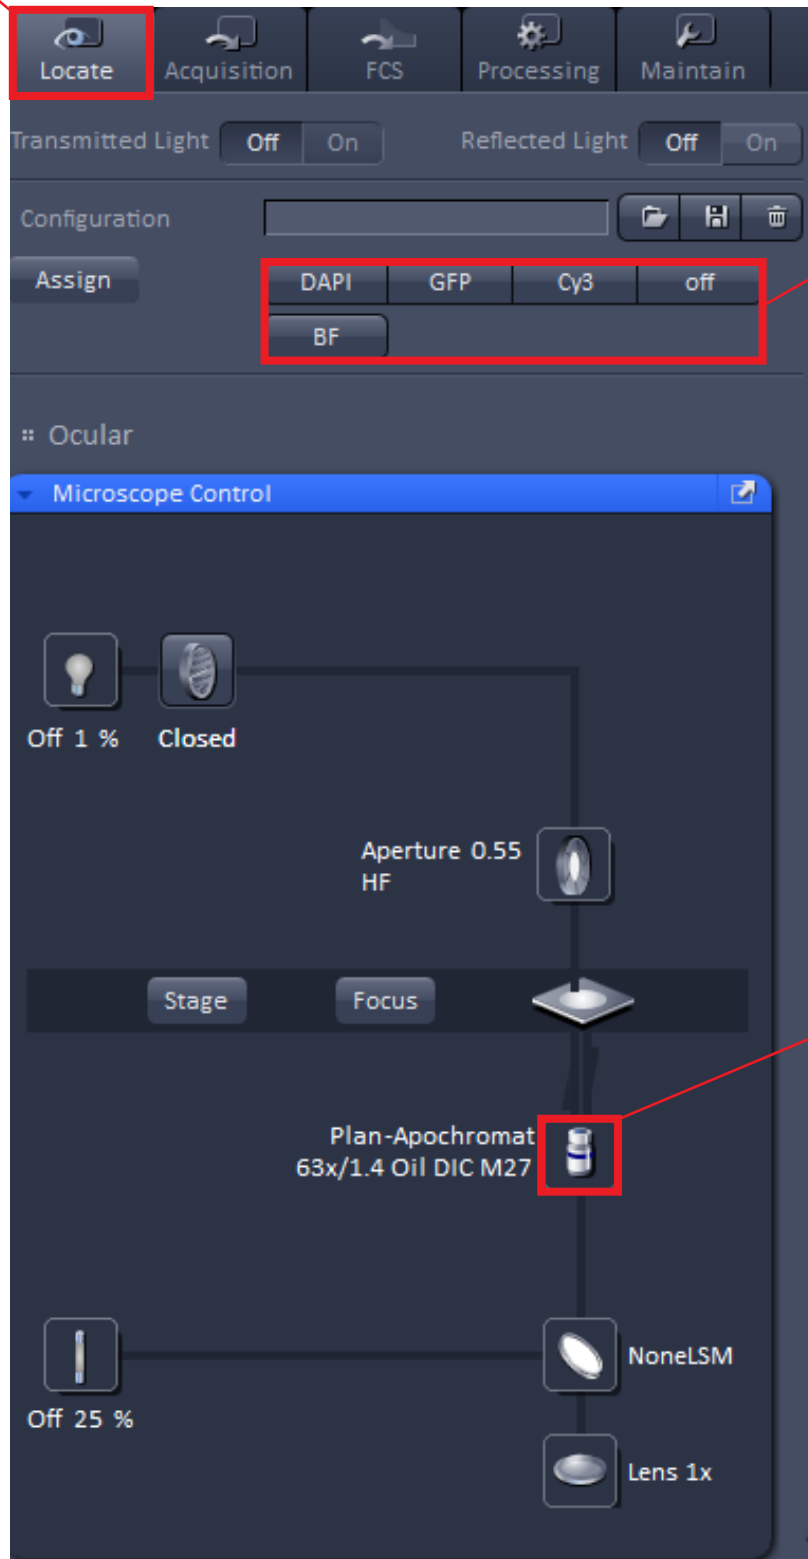 Locate Acquisition FCS Processing Maintain
Transmitted Light Off On Reflected Light Off On
Configuration
Assign DAPI GFP Cy3 off
BF
Ocular
Microscope Control
Off 1 % Closed
Aperture 0.55
HF
Stage Focus
Plan-Apochromat
63x/1.4 Oil DIC M27
NoneLSM
Off 25 %
Lens 1x